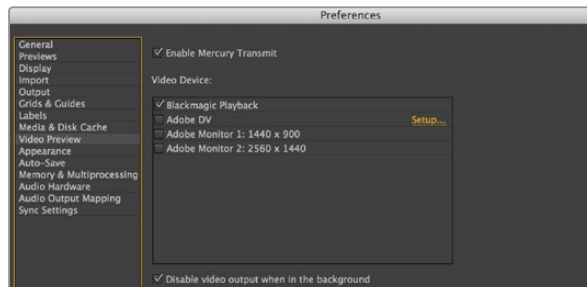 Preferences
General
Previews
Display
Import
Output
Grids & Guides
Labels
Media & Disk Cache
Video Preview
Appearance
Auto-Save
Memory & Multiprocessing
Audio Hardware
Audio Output Mapping
Sync Settings
Enable Mercury Transmit
Video Device:
Blackmagic Playback
Adobe DV Setup...
Adobe Monitor 1: 1440 x 900
Adobe Monitor 2: 2560 x 1440
Disable video output when in the background